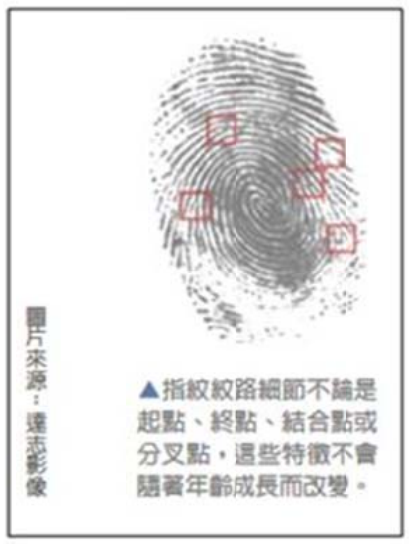 ▲指紋紋路細節不論是
起點、終點、結合點或
分叉點，這些特徵不會
隨著年齡成長而改變。
圖片來源：達志影像